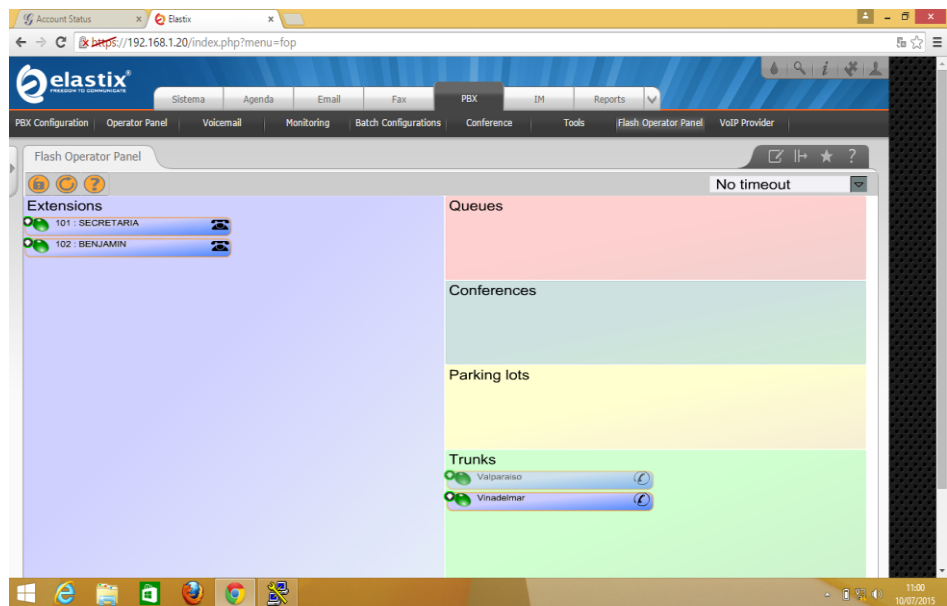 Account Status
Elastix
https://192.168.1.20/index.php?menu=fop
elastix®
FREEDOM TO COMMUNICATE
Sistema Agenda Email Fax PBX IM Reports
PBX Configuration Operator Panel Voicemail Monitoring Batch Configurations Conference Tools Flash Operator Panel VoIP Provider
Flash Operator Panel
No timeout
Extensions
101 : SECRETARIA
102 : BENJAMIN
Queues
Conferences
Parking lots
Trunks
Valparaiso
Vinadelmar
11:00
10/07/2015